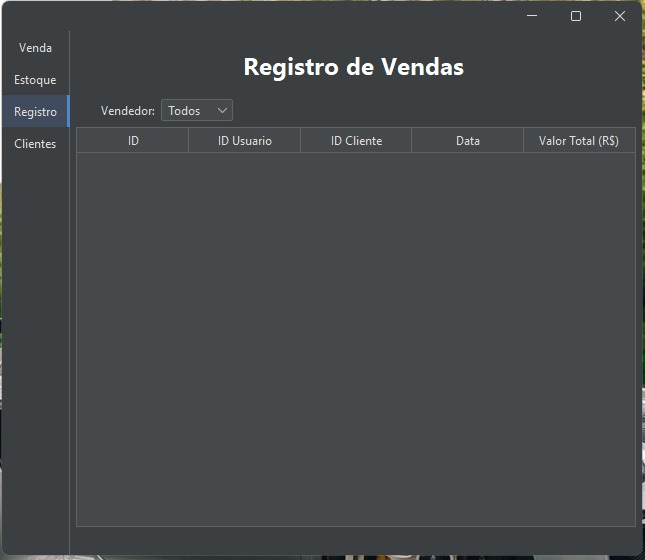 Venda
Estoque
Registro
Clientes
Registro de Vendas
Vendedor: Todos
ID ID Usuario ID Cliente Data Valor Total (R$)